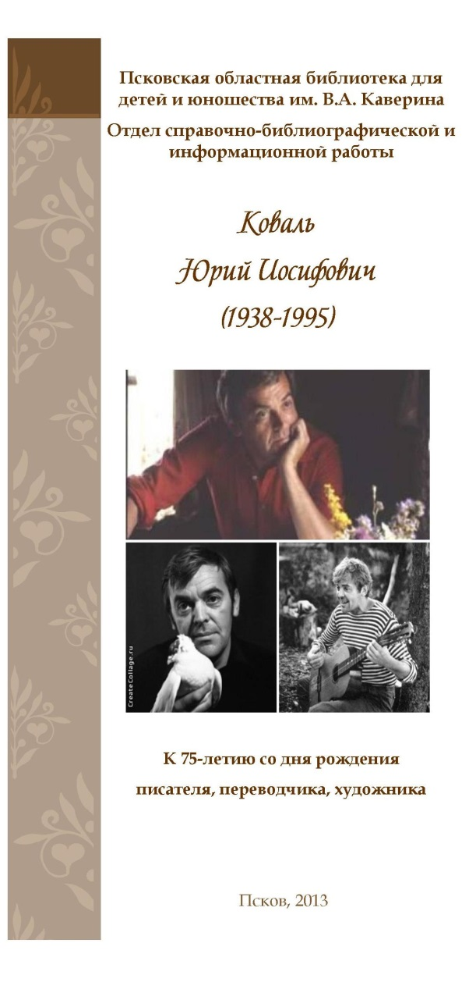 Псковская областная библиотека для
детей и юношества им. В.А. Каверина
Отдел справочно-библиографической и
информационной работы
Коваль
Юрий Иосифович
(1938-1995)
CreateCollage.ru
К 75-летию со дня рождения
писателя, переводчика, художника
Псков, 2013